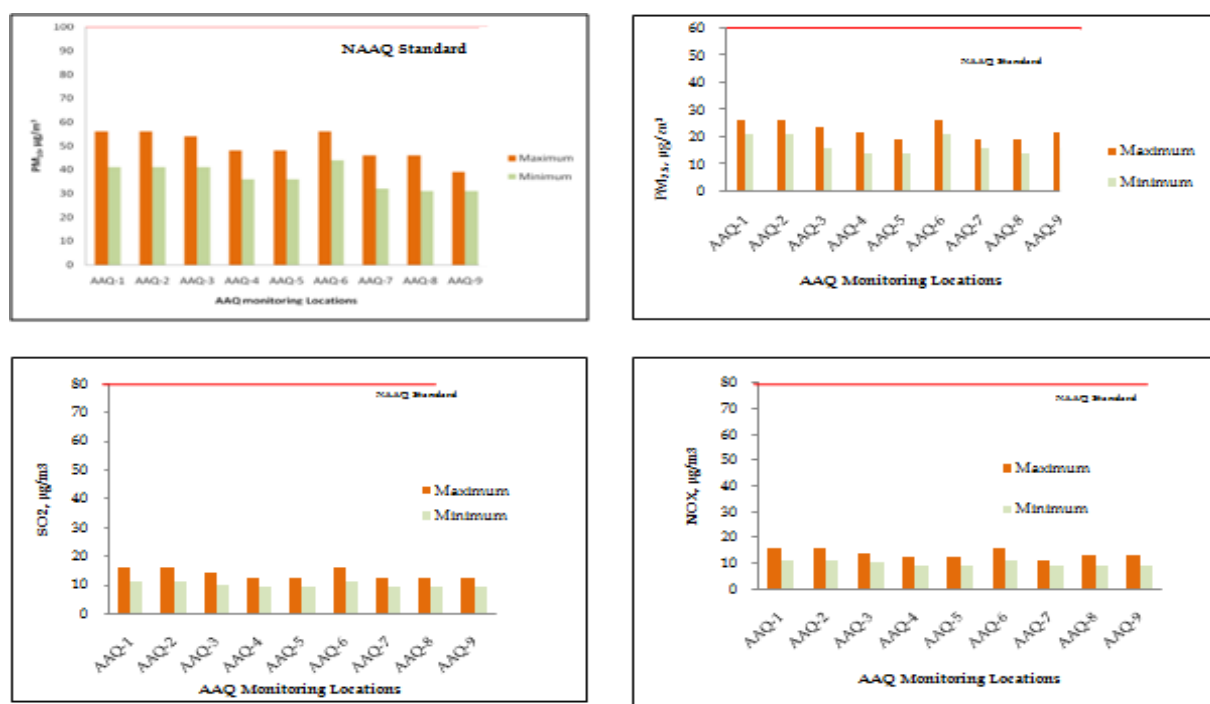 100
90
80
70
60
50
40
30
20
10
0
PM10, µg/m³
NAAQ Standard
Maximum
Minimum
AAQ-1 AAQ-2 AAQ-3 AAQ-4 AAQ-5 AAQ-6 AAQ-7 AAQ-8 AAQ-9
AAQ monitoring Locations
60
50
40
30
20
10
0
PM2.5, µg/m³
NAAQ Standard
Maximum
Minimum
AAQ-1 AAQ-2 AAQ-3 AAQ-4 AAQ-5 AAQ-6 AAQ-7 AAQ-8 AAQ-9
AAQ Monitoring Locations
80
70
60
50
40
30
20
10
0
SO2, µg/m3
NAAQ Standard
Maximum
Minimum
AAQ-1 AAQ-2 AAQ-3 AAQ-4 AAQ-5 AAQ-6 AAQ-7 AAQ-8 AAQ-9
AAQ Monitoring Locations
80
70
60
50
40
30
20
10
0
NOX, µg/m3
NAAQ Standard
Maximum
Minimum
AAQ-1 AAQ-2 AAQ-3 AAQ-4 AAQ-5 AAQ-6 AAQ-7 AAQ-8 AAQ-9
AAQ Monitoring Locations